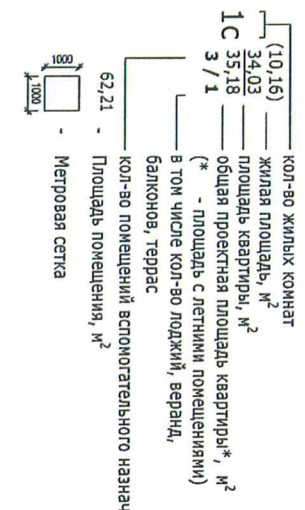 кол-во жилых комнат
(10,16) жилая площадь, м²
1С 34,03 площадь квартиры, м²
35,18 общая проектная площадь квартиры*, м²
3 / 1 (* - площадь с летними помещениями)
в том числе кол-во лоджий, веранд,
балконов, террас
кол-во помещений вспомогательного назнач
62,21 - Площадь помещения, м²
1000 1000 - Метровая сетка